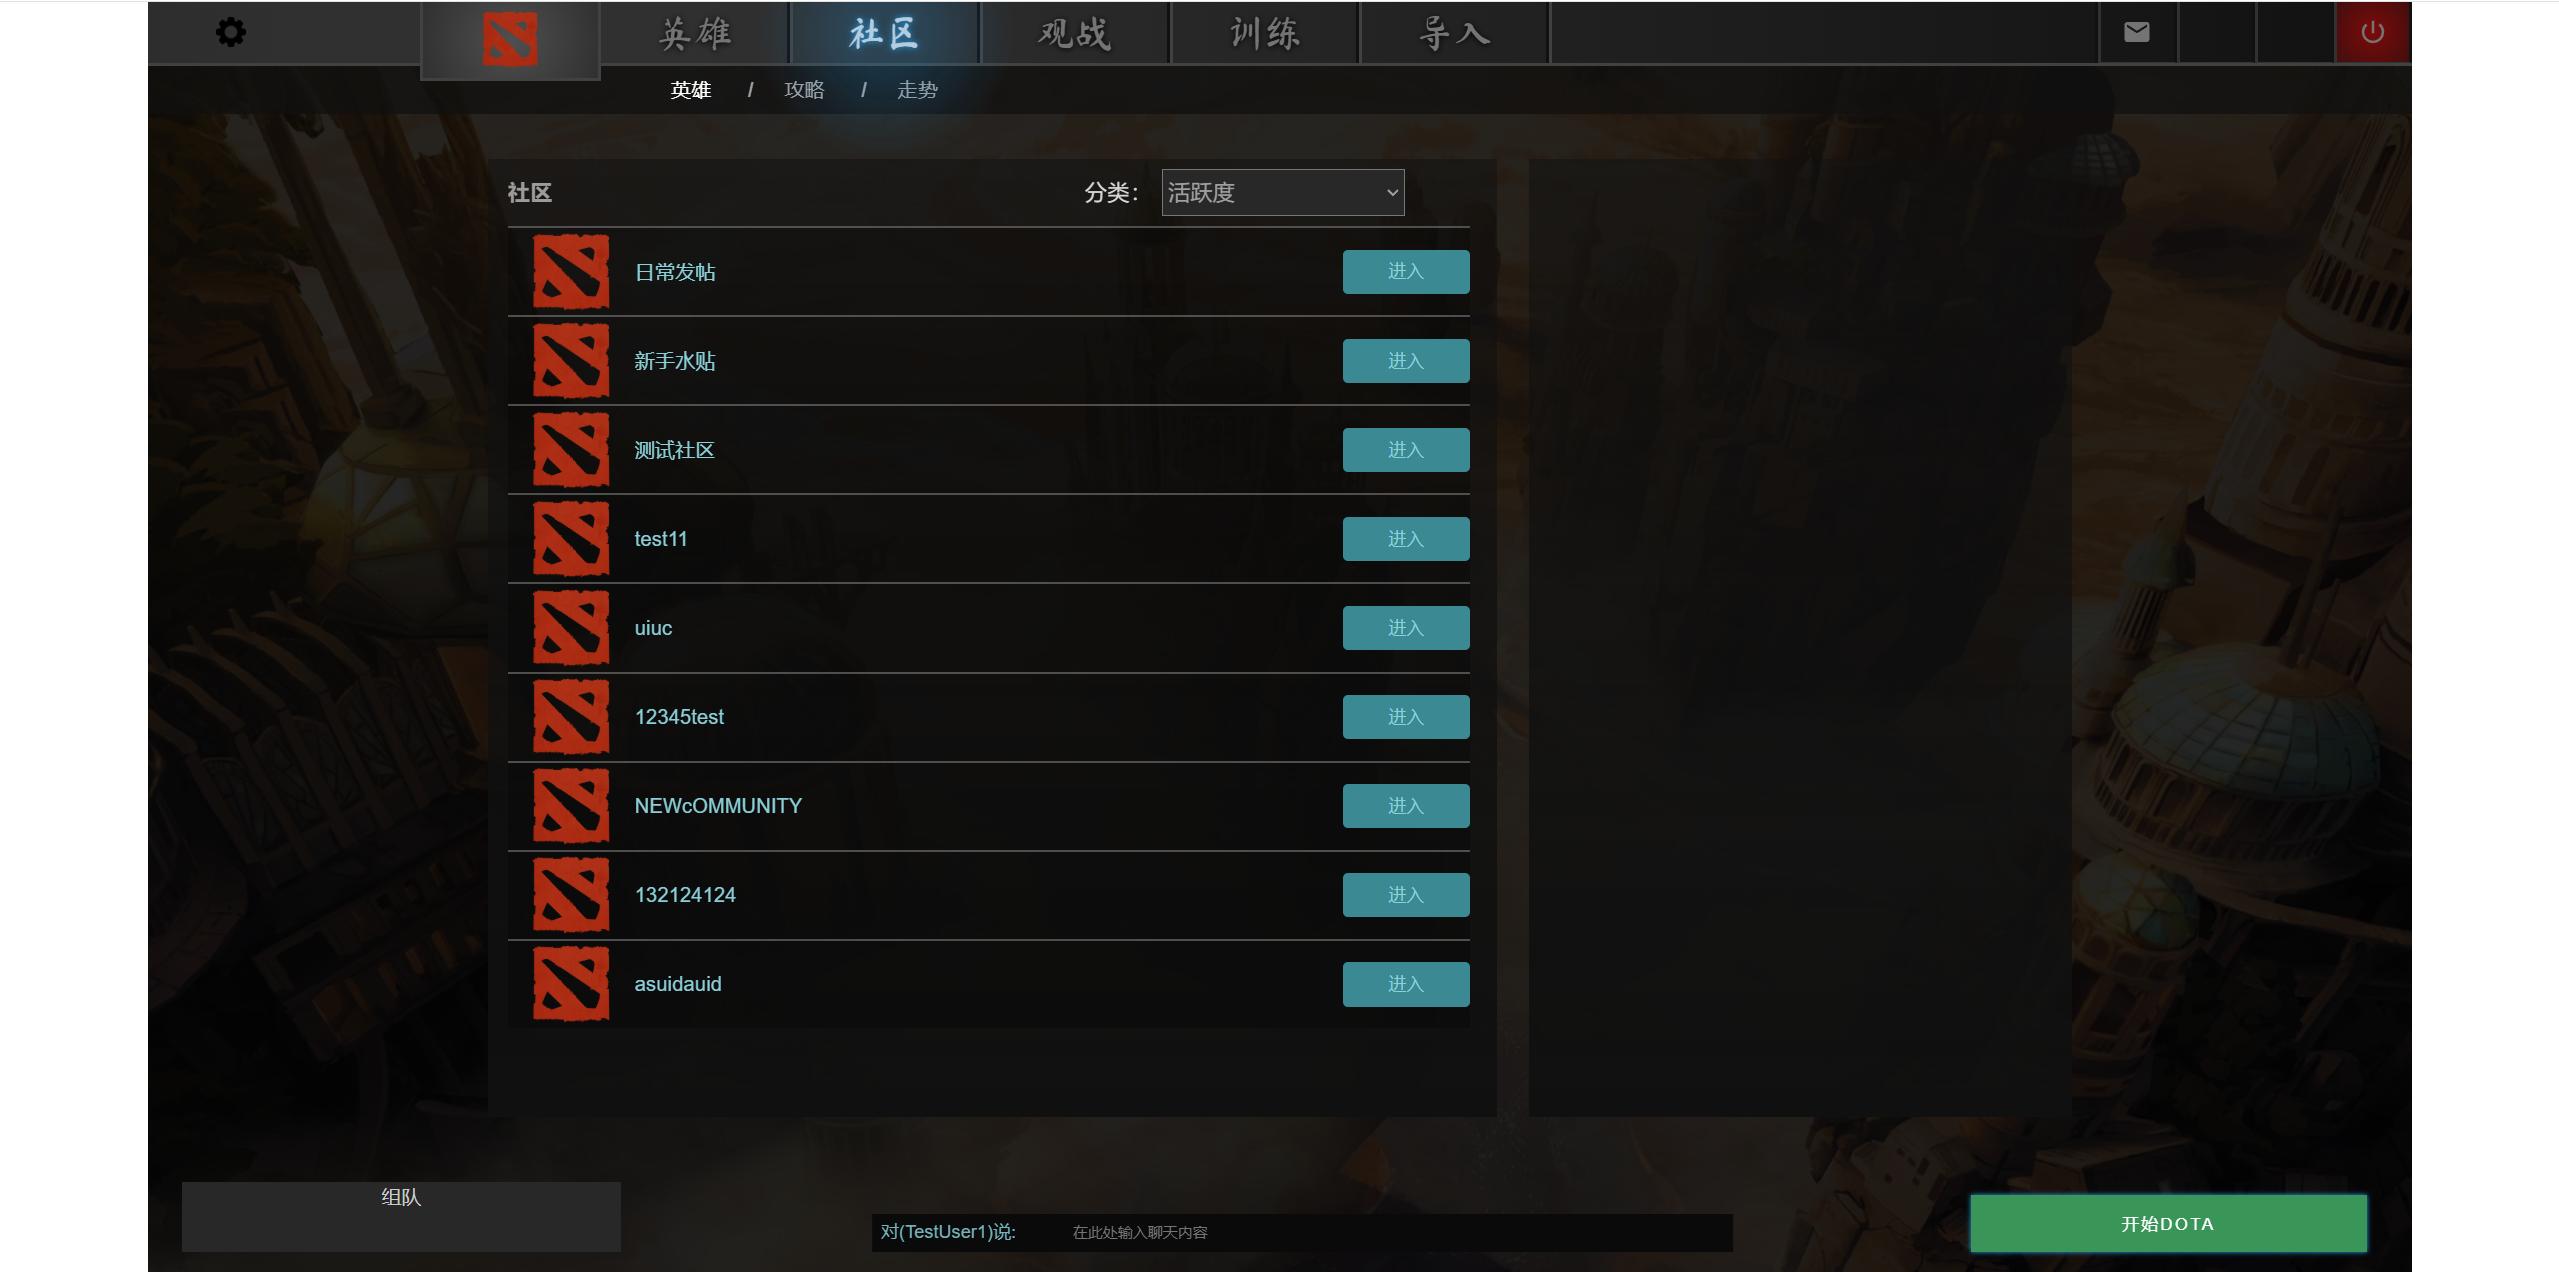 英雄 社区 观战 训练 导入
英雄 / 攻略 / 走势
社区 分类： 活跃度
日常发帖 进入
新手水贴 进入
测试社区 进入
test11 进入
uiuc 进入
12345test 进入
NEWcOMMUNITY 进入
132124124 进入
asuidauid 进入
组队
对(TestUser1)说: 在此处输入聊天内容
开始DOTA